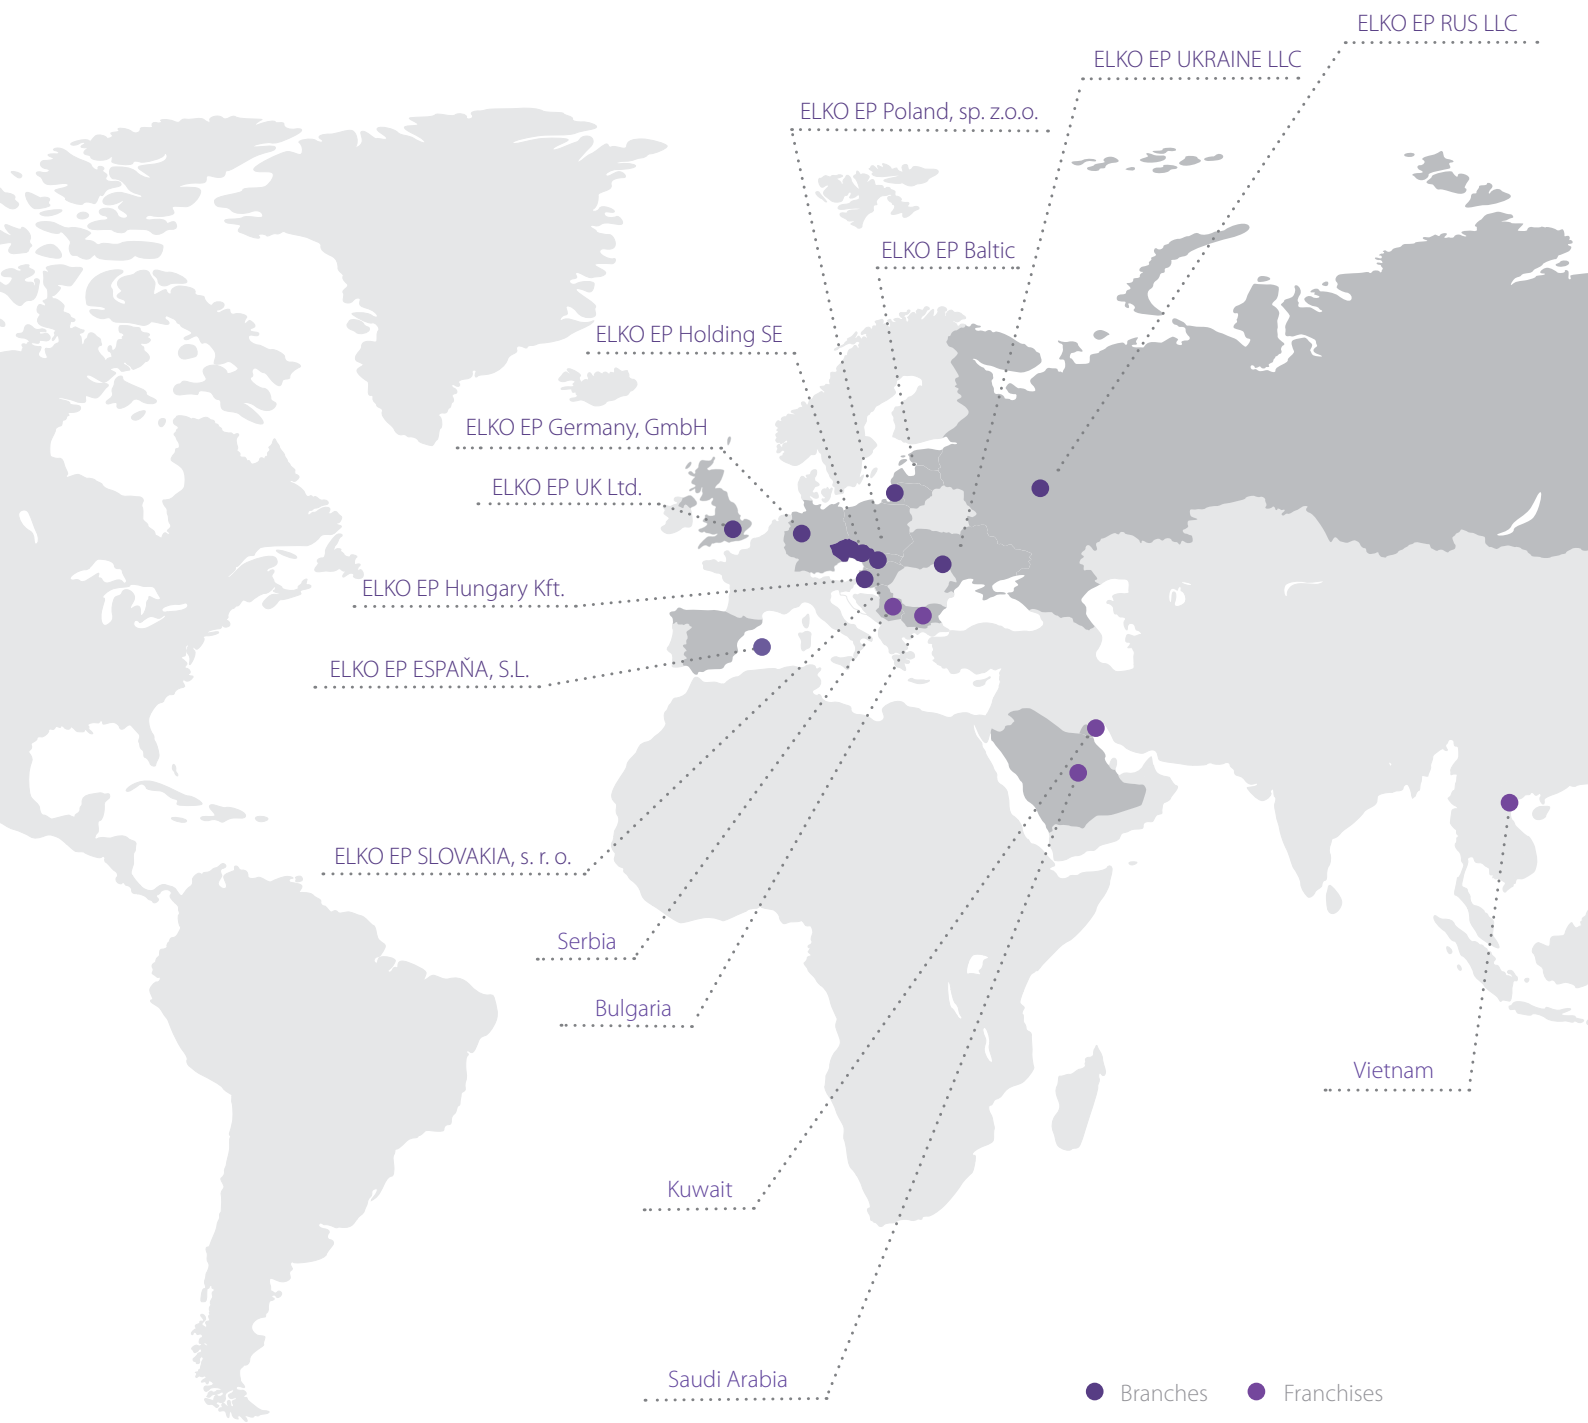 ELKO EP RUS LLC
ELKO EP UKRAINE LLC
ELKO EP Poland, sp. z.o.o.
ELKO EP Baltic
ELKO EP Holding SE
ELKO EP Germany, GmbH
ELKO EP UK Ltd.
ELKO EP Hungary Kft.
ELKO EP ESPAŇA, S.L.
ELKO EP SLOVAKIA, s. r. o.
Serbia
Bulgaria
Vietnam
Kuwait
Saudi Arabia
Branches
Franchises